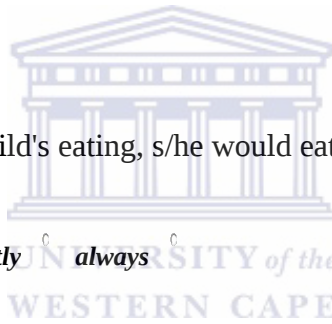 ild's eating, s/he would eat
tly always
UNIVERSITY of the
WESTERN CAPE